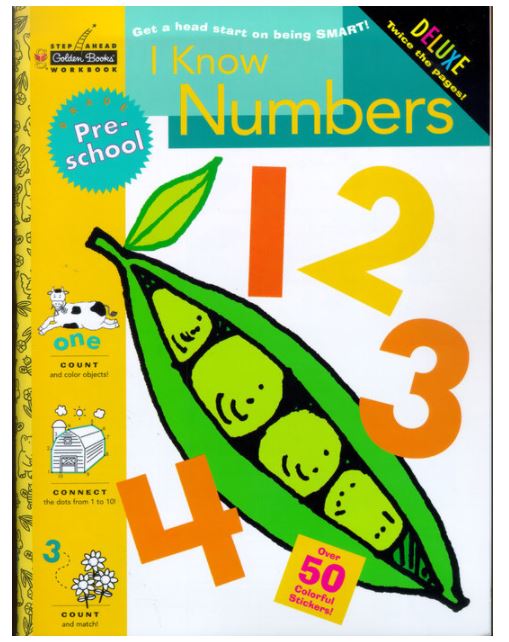 Get a head start on being SMART!
DELUXE
Twice the pages!
STEP AHEAD
Golden Books
WORKBOOK
I Know
Numbers
GRADE
Pre-
school
1 2
3
4
one
COUNT
and color objects!
CONNECT
the dots from 1 to 10!
3
COUNT
and match!
Over
50
Colorful
Stickers!